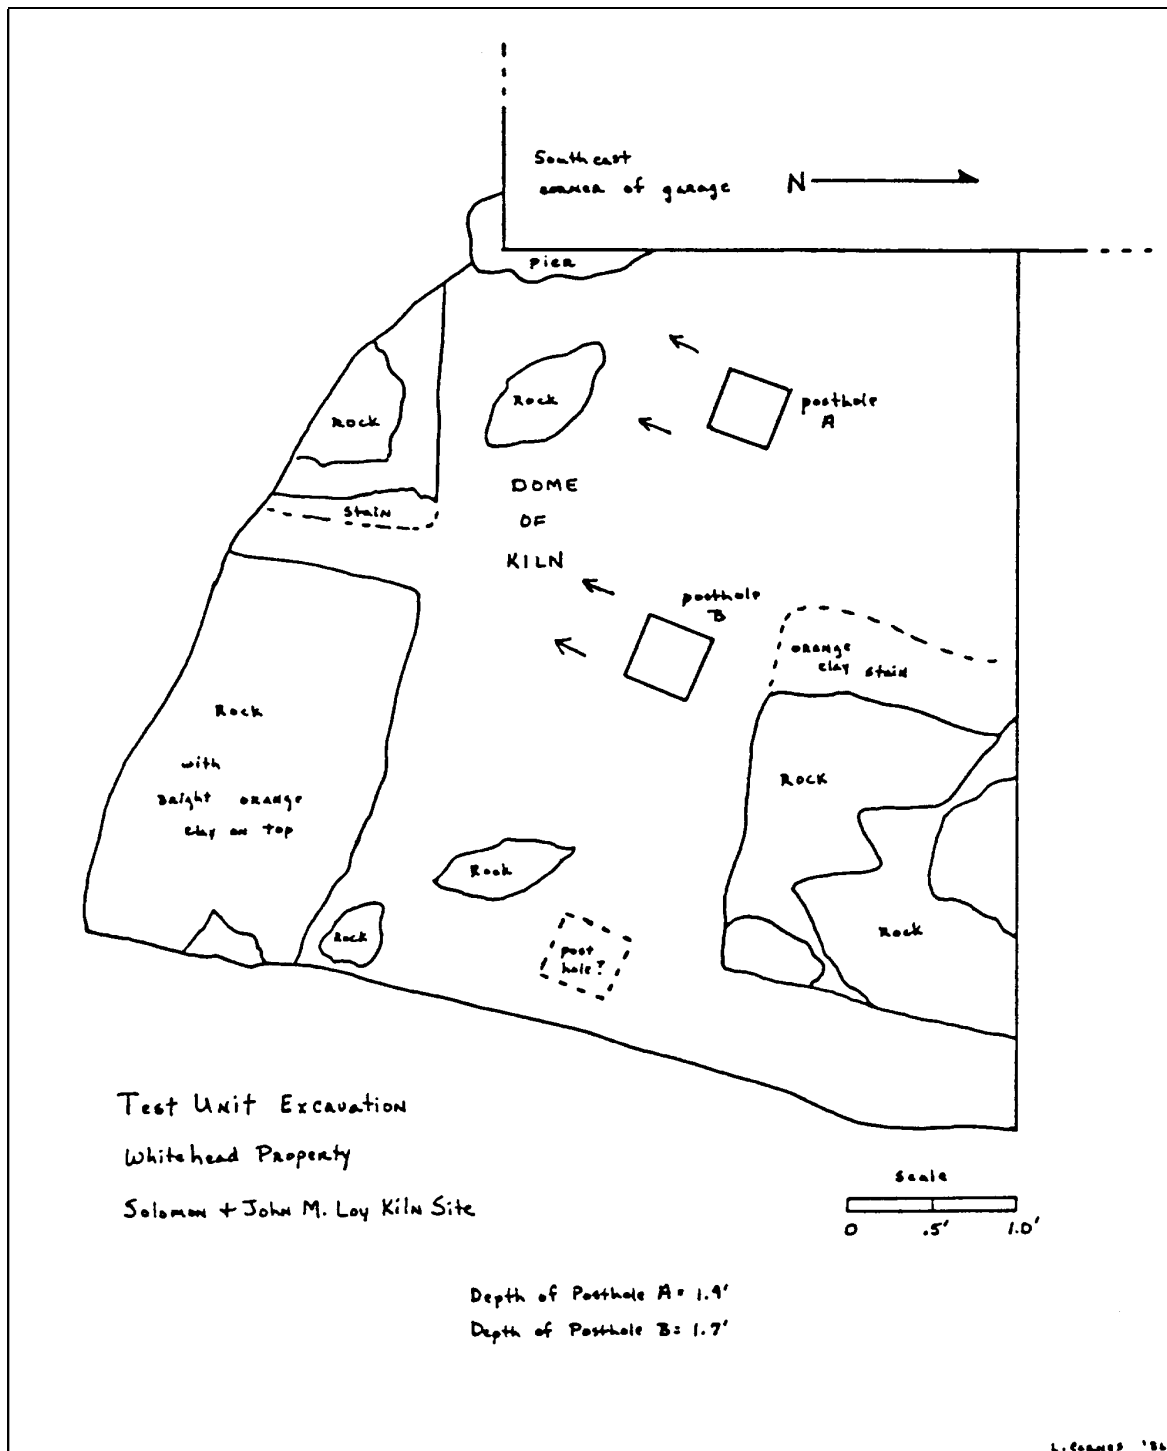 Southeast
corner of garage
N
Pier
Rock
Rock
posthole
A
DOME
OF
KILN
Stain
posthole
B
orange
clay stain
Rock
with
Bright orange
clay on top
Rock
Rock
Rock
Rock
post
hole?
Test Unit Excavation
Whitehead Property
Solomon + John M. Loy Kiln Site
Scale
0 .5' 1.0'
Depth of Posthole A = 1.9'
Depth of Posthole B = 1.7'